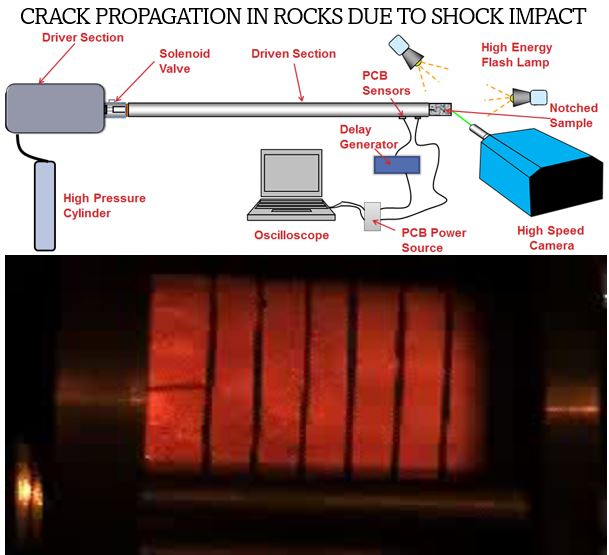 CRACK PROPAGATION IN ROCKS DUE TO SHOCK IMPACT
Driver Section
Solenoid
Valve
Driven Section
PCB
Sensors
High Energy
Flash Lamp
Notched
Sample
Delay
Generator
High Pressure
Cylinder
Oscilloscope
PCB Power
Source
High Speed
Camera